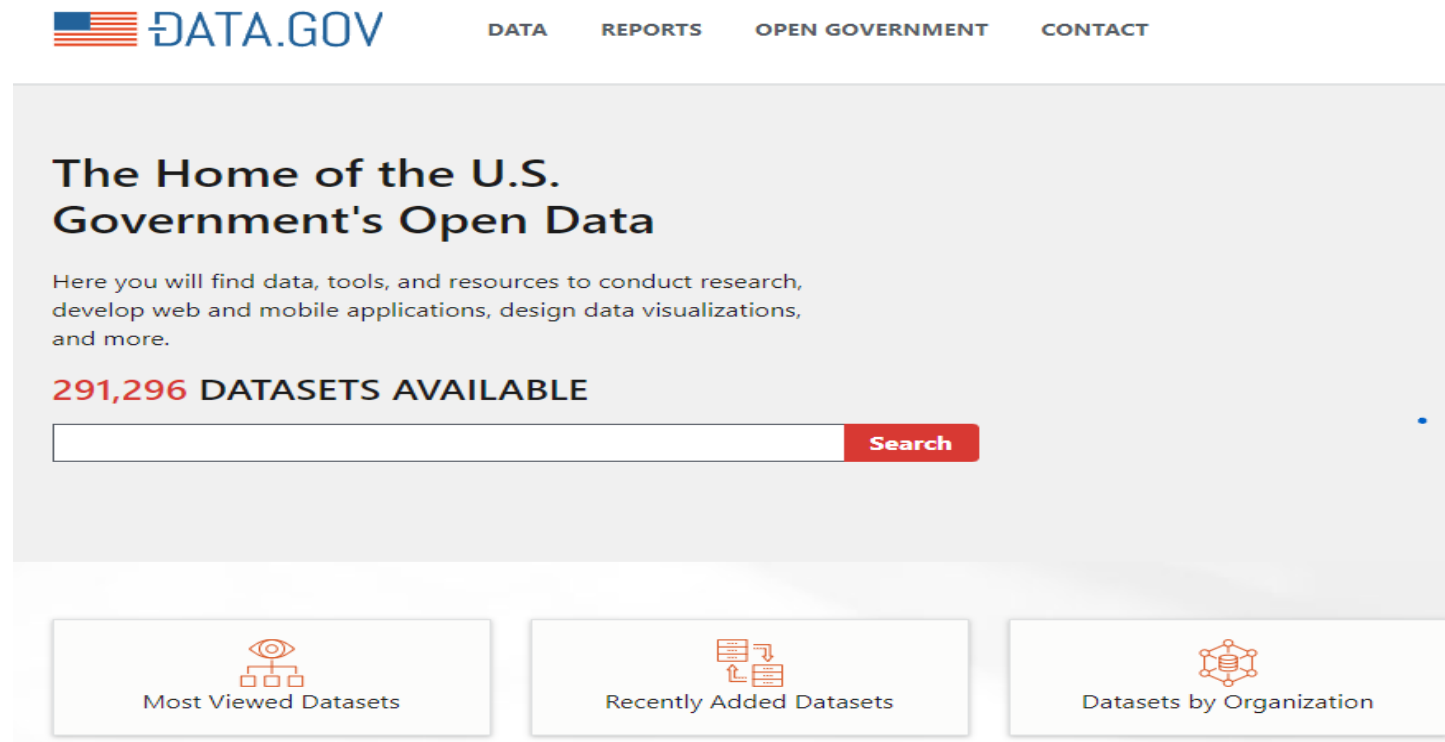 DATA.GOV
DATA REPORTS OPEN GOVERNMENT CONTACT
The Home of the U.S.
Government's Open Data
Here you will find data, tools, and resources to conduct research,
develop web and mobile applications, design data visualizations,
and more.
291,296 DATASETS AVAILABLE
Search
Most Viewed Datasets
Recently Added Datasets
Datasets by Organization